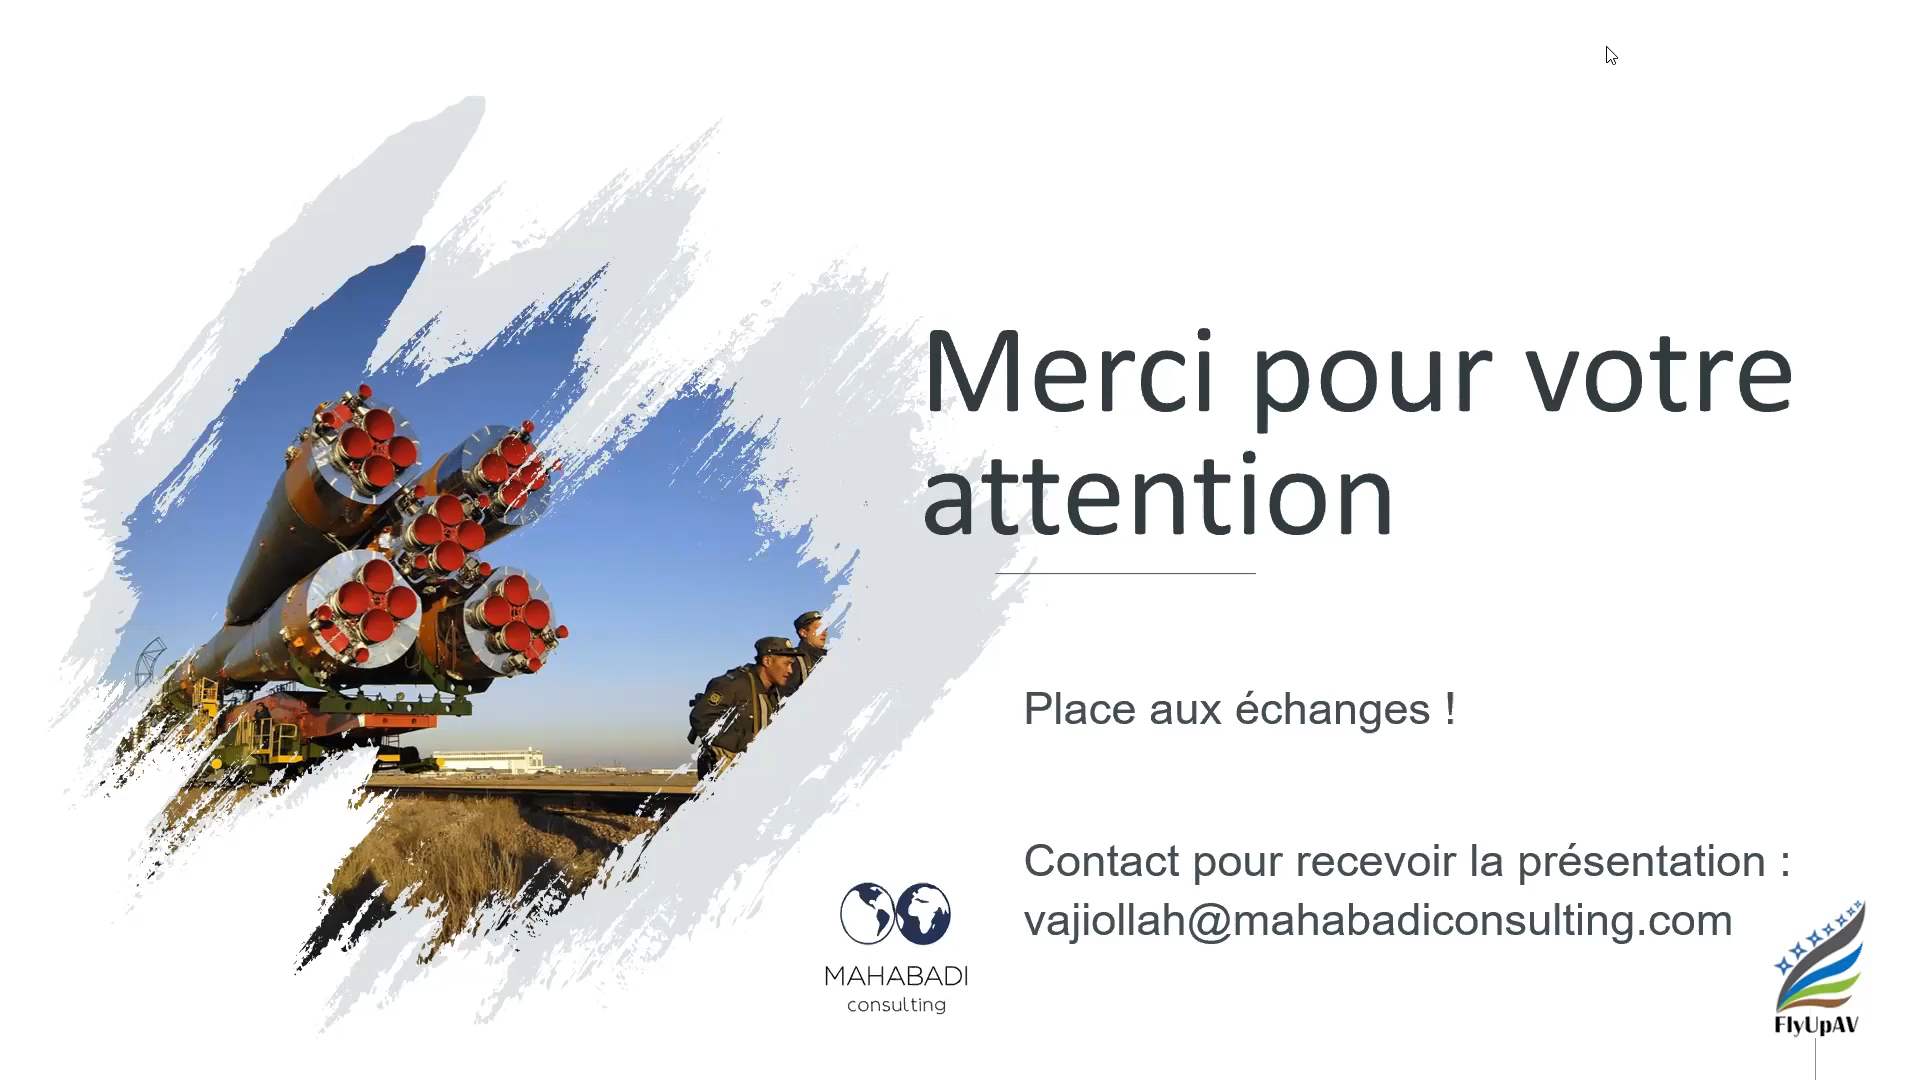 Merci pour votre
attention
Place aux échanges !
Contact pour recevoir la présentation :
vajiollah@mahabadiconsulting.com
MAHABADI
consulting
FlyUpAV